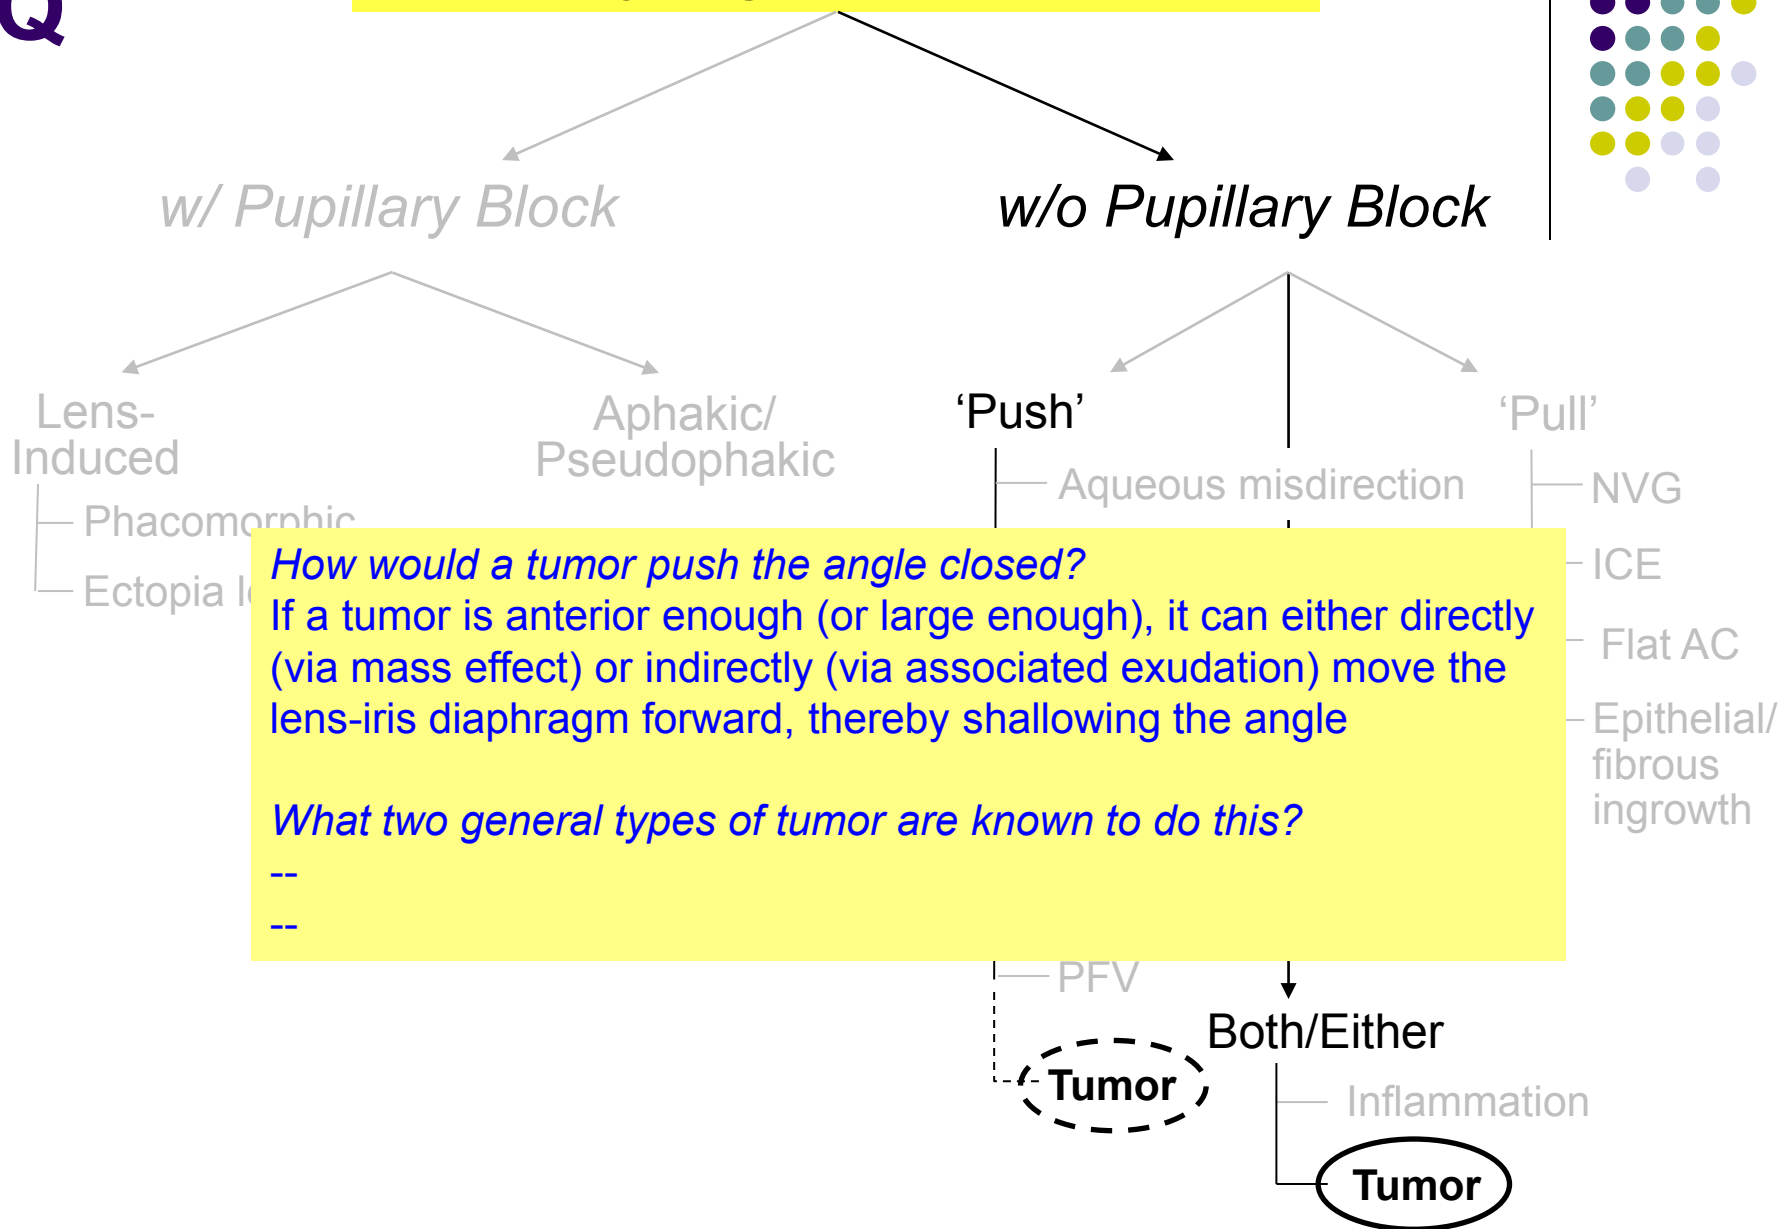 Q
w/ Pupillary Block
w/o Pupillary Block
Lens-
Induced
Aphakic/
Pseudophakic
‘Push’
‘Pull’
Aqueous misdirection
NVG
Phacomorphic
ICE
Ectopia
Flat AC
Epithelial/
fibrous
ingrowth
How would a tumor push the angle closed?
If a tumor is anterior enough (or large enough), it can either directly
(via mass effect) or indirectly (via associated exudation) move the
lens-iris diaphragm forward, thereby shallowing the angle
What two general types of tumor are known to do this?
--
--
PFV
Both/Either
Tumor
Inflammation
Tumor